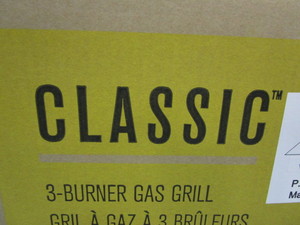 CLASSIC™
3-BURNER GAS GRILL
GRIL À GAZ À 3 BRÛLEURS
P.